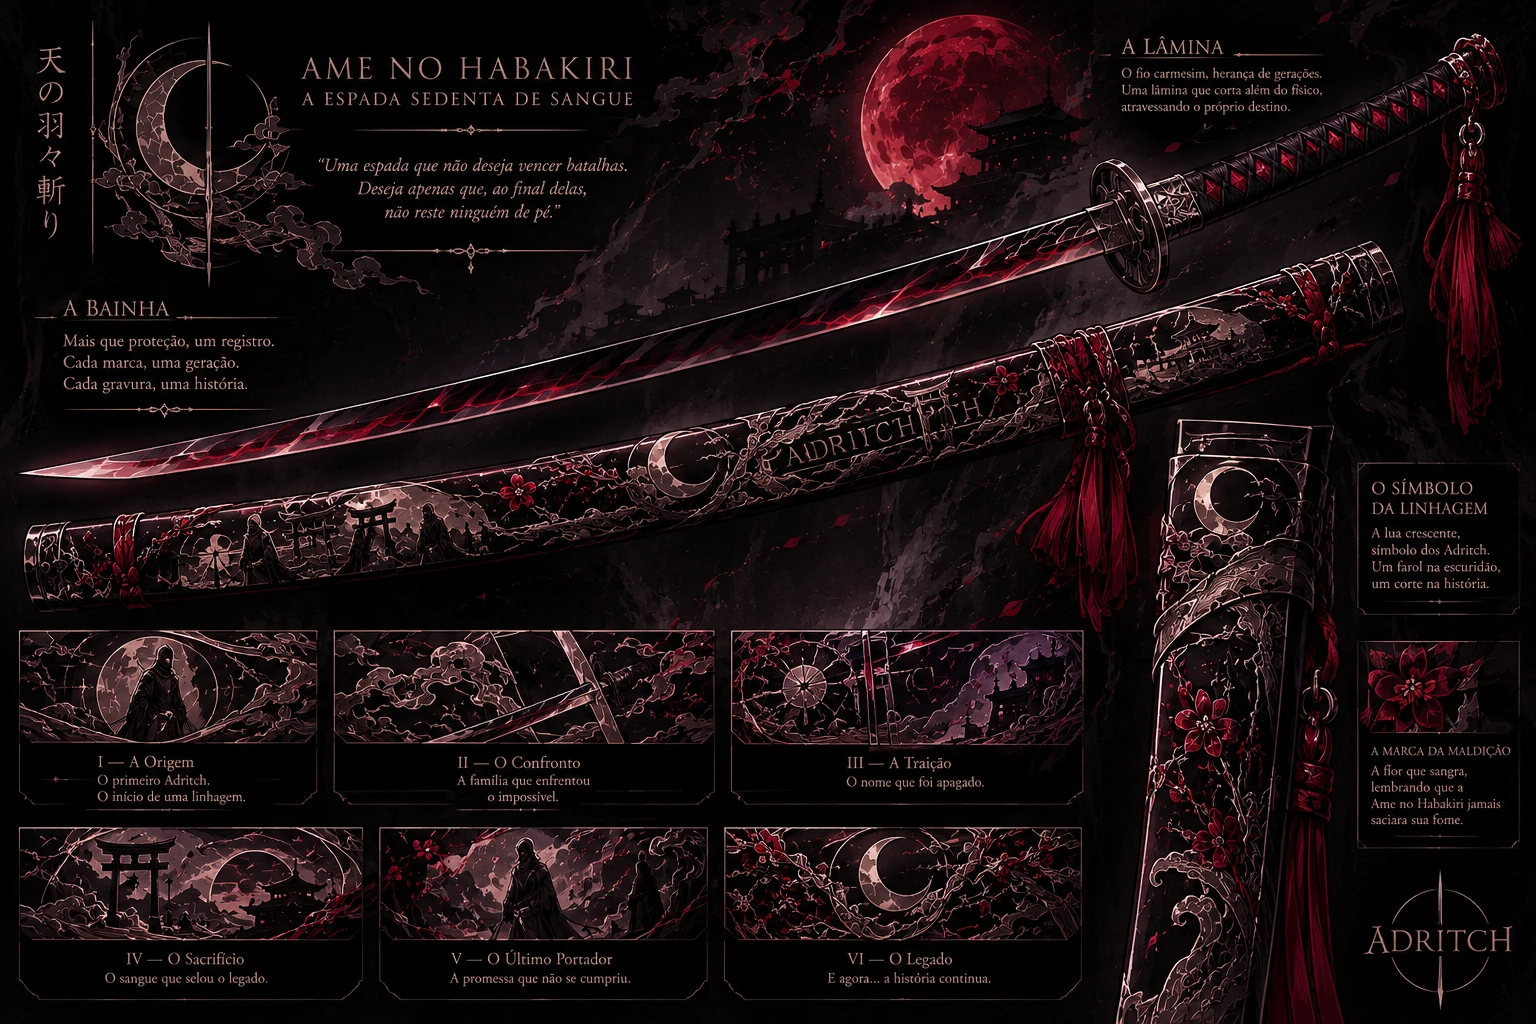 天の羽々斬り
AME NO HABAKIRI
A ESPADA SEDENTA DE SANGUE
“Uma espada que não deseja vencer batalhas.
Deseja apenas que, ao final delas,
não reste ninguém de pé.”
A LÂMINA
O fio carmesim, herança de gerações.
Uma lâmina que corta além do físico,
atravessando o próprio destino.
A BAINHA
Mais que proteção, um registro.
Cada marca, uma geração.
Cada gravura, uma história.
ADRITCH
O SÍMBOLO
DA LINHAGEM
A lua crescente,
símbolo dos Adritch.
Um farol na escuridão,
um corte na história.
A MARCA DA MALDIÇÃO
A flor que sangra,
lembrando que a
Ame no Habakiri jamais
saciara sua fome.
I — A Origem
O primeiro Adritch.
O início de uma linhagem.
II — O Confronto
A família que enfrentou
o impossível.
III — A Traição
O nome que foi apagado.
IV — O Sacrifício
O sangue que selou o legado.
V — O Último Portador
A promessa que não se cumpriu.
VI — O Legado
E agora... a história continua.
ADRITCH